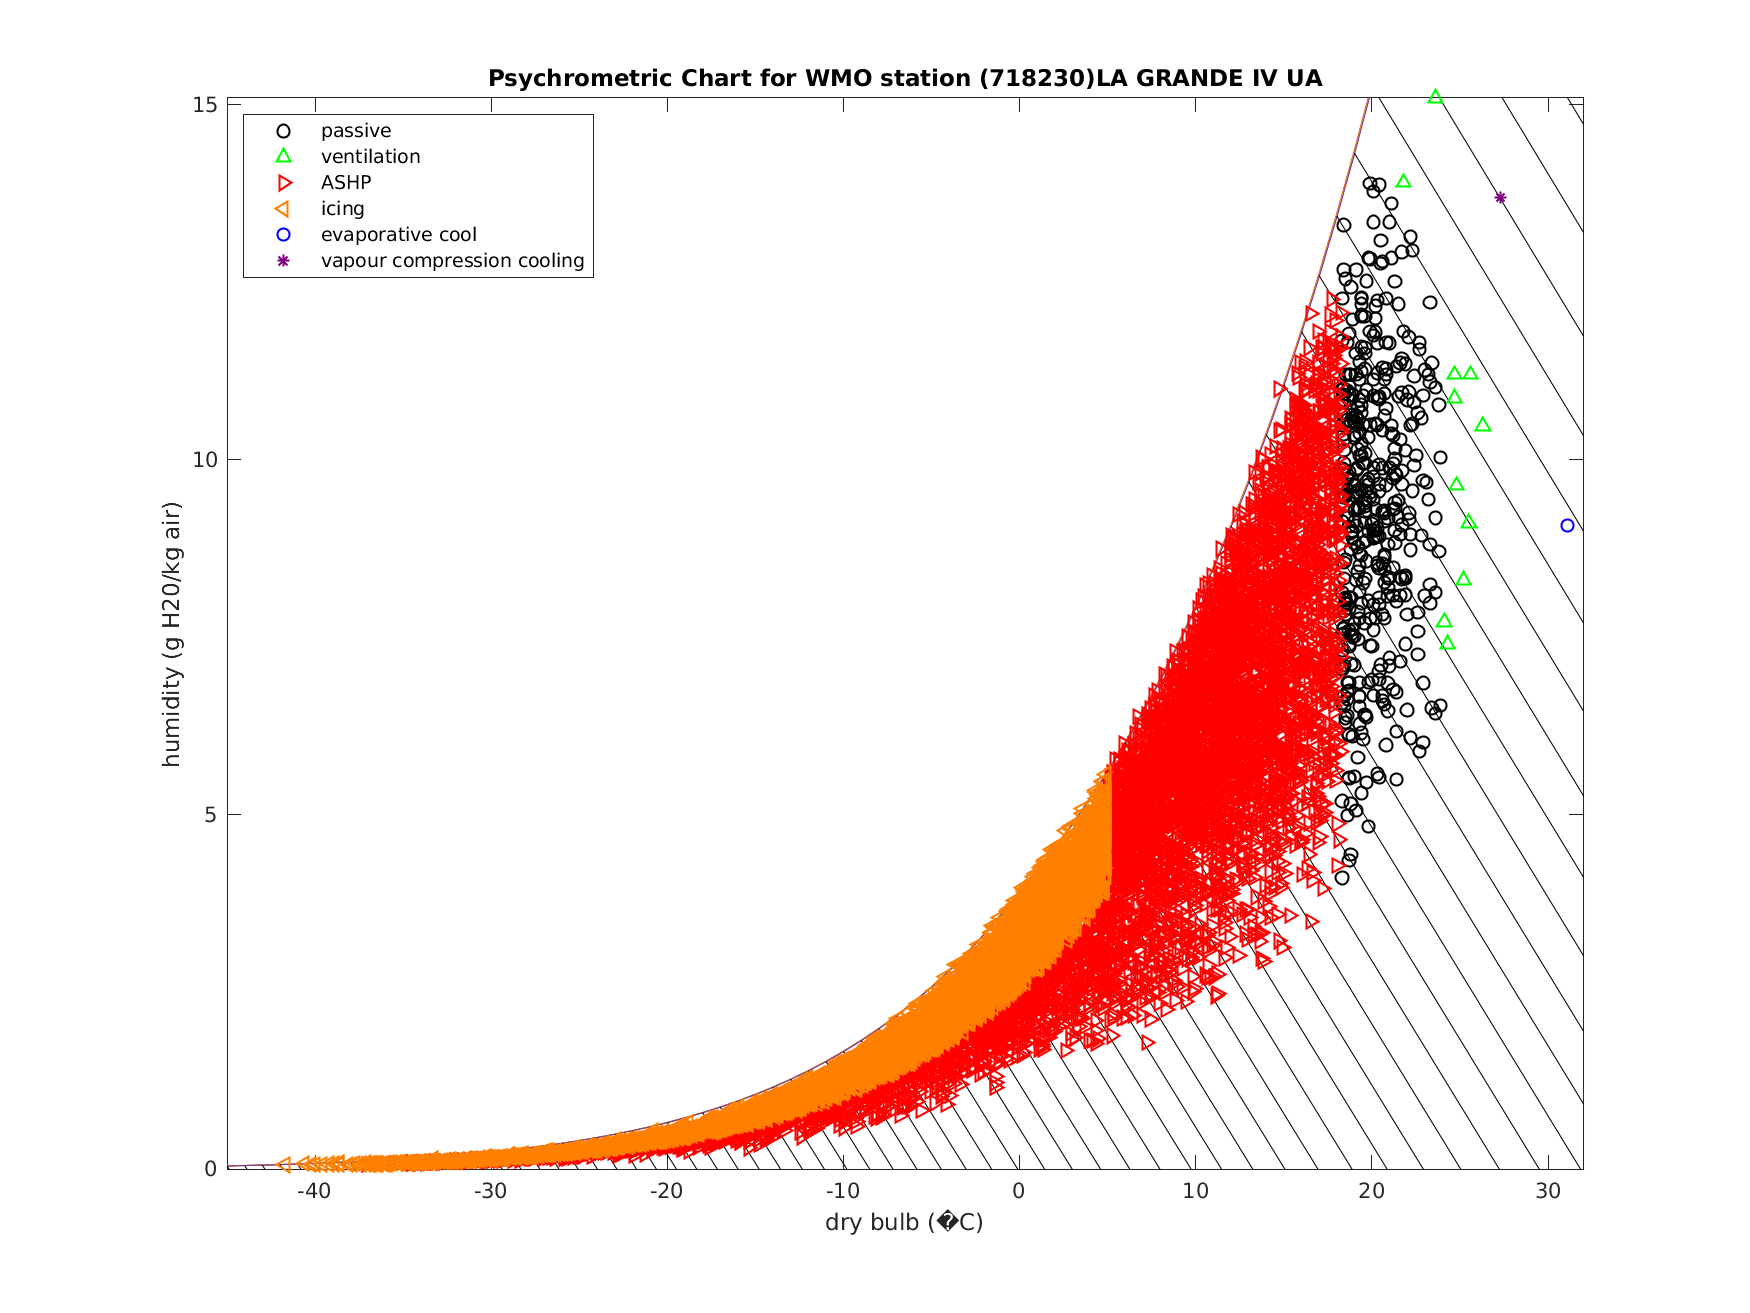 Psychrometric Chart for WMO station (718230)LA GRANDE IV UA
passive
ventilation
ASHP
icing
evaporative cool
vapour compression cooling
humidity (g H20/kg air)
15
10
5
0
-40 -30 -20 -10 0 10 20 30
dry bulb (�C)